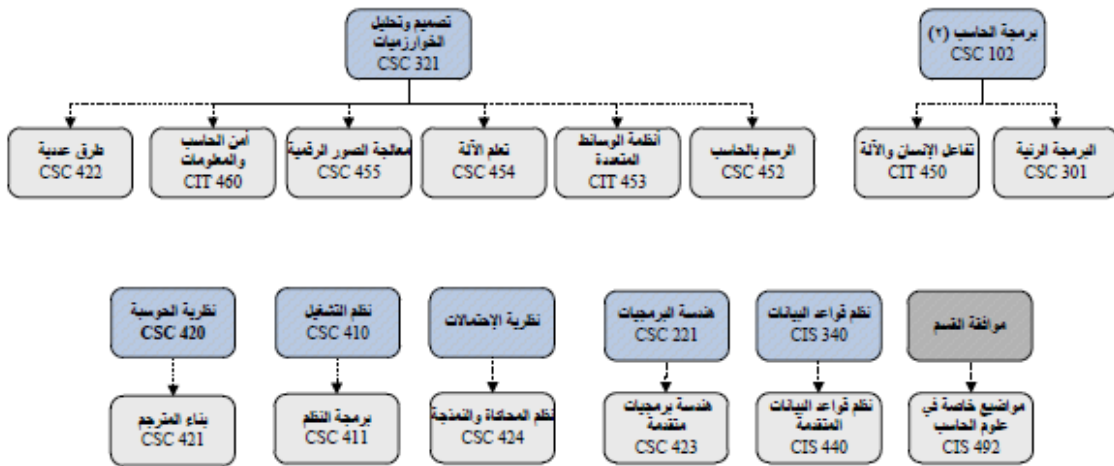 برمجة الحاسب (٢)
CSC 102
تصميم وتحليل
الخوارزميات
CSC 321
البرمجة الرئية
CSC 301
تفاعل الإنسان والآلة
CIT 450
الرسم بالحاسب
CSC 452
أنظمة الوسائط
المتعددة
CIT 453
تعلم الآلة
CSC 454
معالجة الصور الرقمية
CSC 455
أمن الحاسب
والمعلومات
CIT 460
طرق عددية
CSC 422
موافقة القسم
نظم قواعد البيانات
CIS 340
هندسة البرمجيات
CSC 221
نظرية الإحتمالات
نظم التشغيل
CSC 410
نظرية الحوسبة
CSC 420
مواضيع خاصة في
علوم الحاسب
CIS 492
نظم قواعد البيانات
المتقدمة
CIS 440
هندسة برمجيات
متقدمة
CSC 423
نظم المحاكاة والنمذجة
CSC 424
برمجة النظم
CSC 411
بناء المترجم
CSC 421